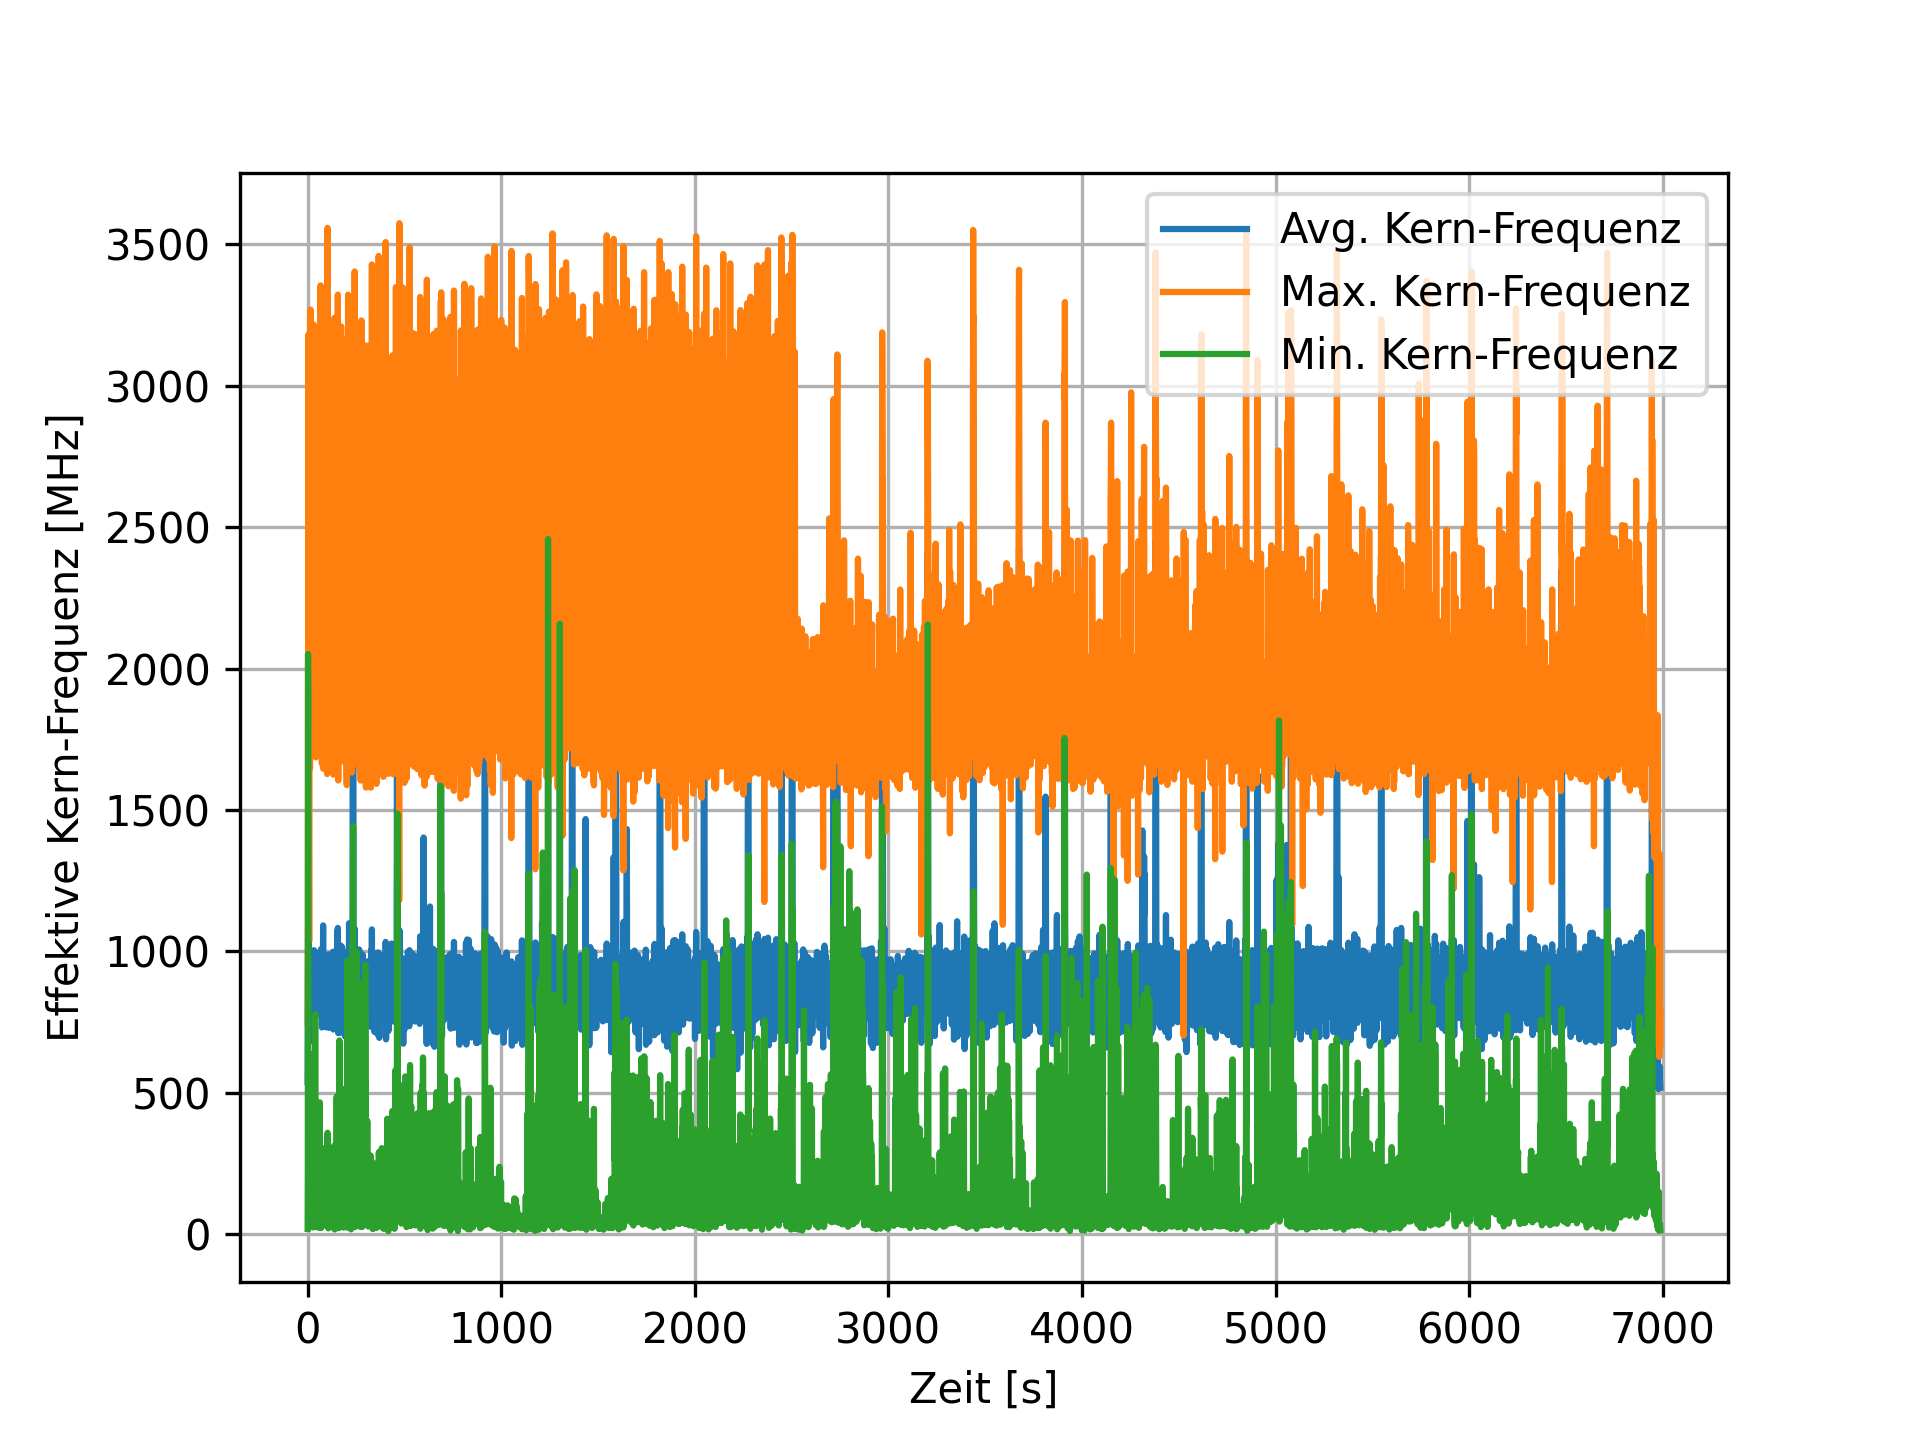 Avg. Kern-Frequenz
Max. Kern-Frequenz
Min. Kern-Frequenz
3500
3000
2500
2000
1500
1000
500
0
Effektive Kern-Frequenz [MHz]
0 1000 2000 3000 4000 5000 6000 7000
Zeit [s]